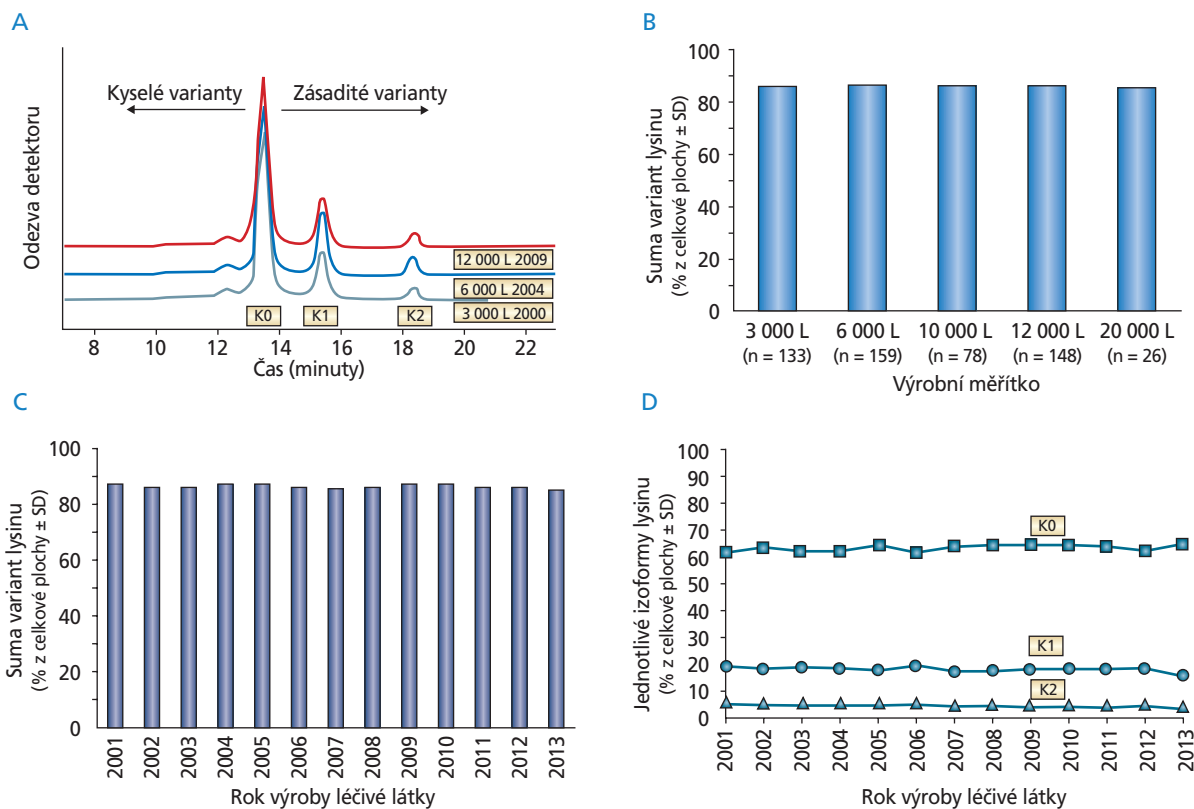 A
Odezva detektoru
Kyselé varianty
Zásadité varianty
12 000 L 2009
6 000 L 2004
3 000 L 2000
K0
K1
K2
8 10 12 14 16 18 20 22
Čas (minuty)
B
Suma variant lysinu
(% z celkové plochy ± SD)
100
80
60
40
20
0
3 000 L 6 000 L 10 000 L 12 000 L 20 000 L
(n = 133) (n = 159) (n = 78) (n = 148) (n = 26)
Výrobní měřítko
C
Suma variant lysinu
(% z celkové plochy ± SD)
100
80
60
40
20
0
2001 2002 2003 2004 2005 2006 2007 2008 2009 2010 2011 2012 2013
Rok výroby léčivé látky
D
Jednotlivé izoformy lysinu
(% z celkové plochy ± SD)
100
90
80
70
60
50
40
30
20
10
0
K0
K1
K2
2001 2002 2003 2004 2005 2006 2007 2008 2009 2010 2011 2012 2013
Rok výroby léčivé látky